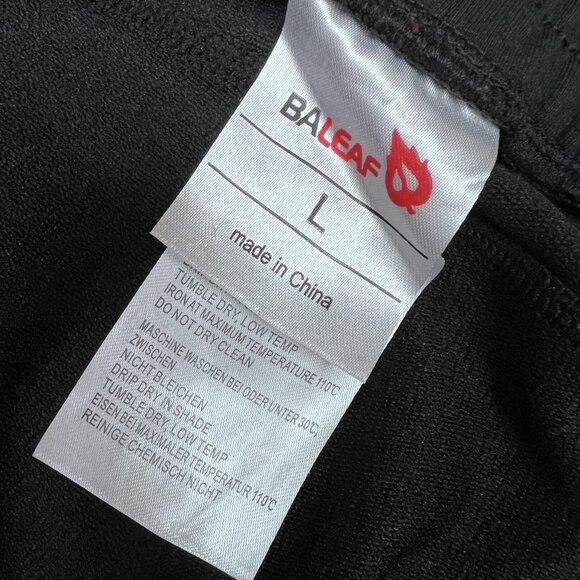 BALEAF
L
made in China
TUMBLE DRY, LOW TEMP
IRONAT MAXIMUM TEMPERATURE 110℃
DO NOT DRY CLEAN
MASCHINE WASCHEN BEI ODER UNTER 30℃,
ZWISCHEN
NICHT BLEICHEN
DRIP DRY IN SHADE
TUMBLE DRY, LOW TEMP
EISEN BEI MAXIMALER TEMPERATUR 110℃
REINIGE CHEMISCH NICHT